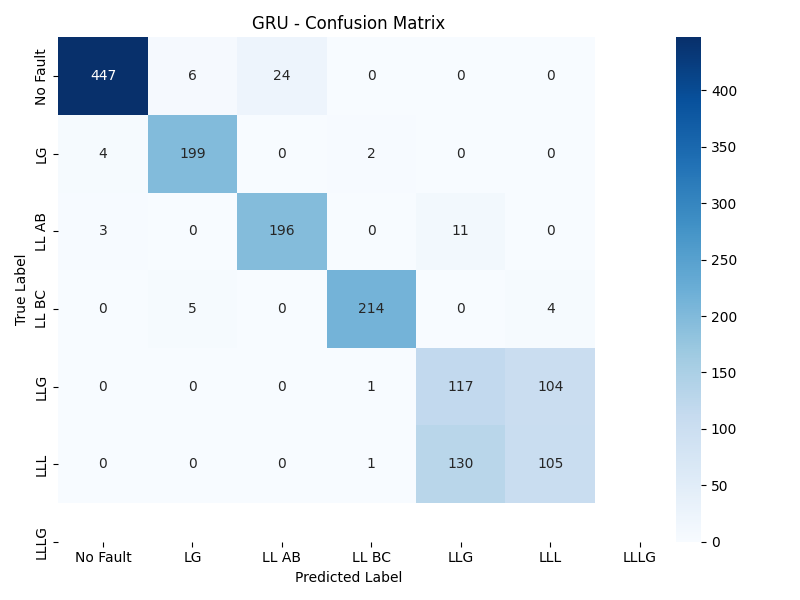 GRU - Confusion Matrix
No Fault 447 6 24 0 0 0
LG 4 199 0 2 0 0
LL AB 3 0 196 0 11 0
LL BC 0 5 0 214 0 4
LLG 0 0 0 1 117 104
LLL 0 0 0 1 130 105
LLLG
True Label
No Fault LG LL AB LL BC LLG LLL LLLG
Predicted Label
400
350
300
250
200
150
100
50
0